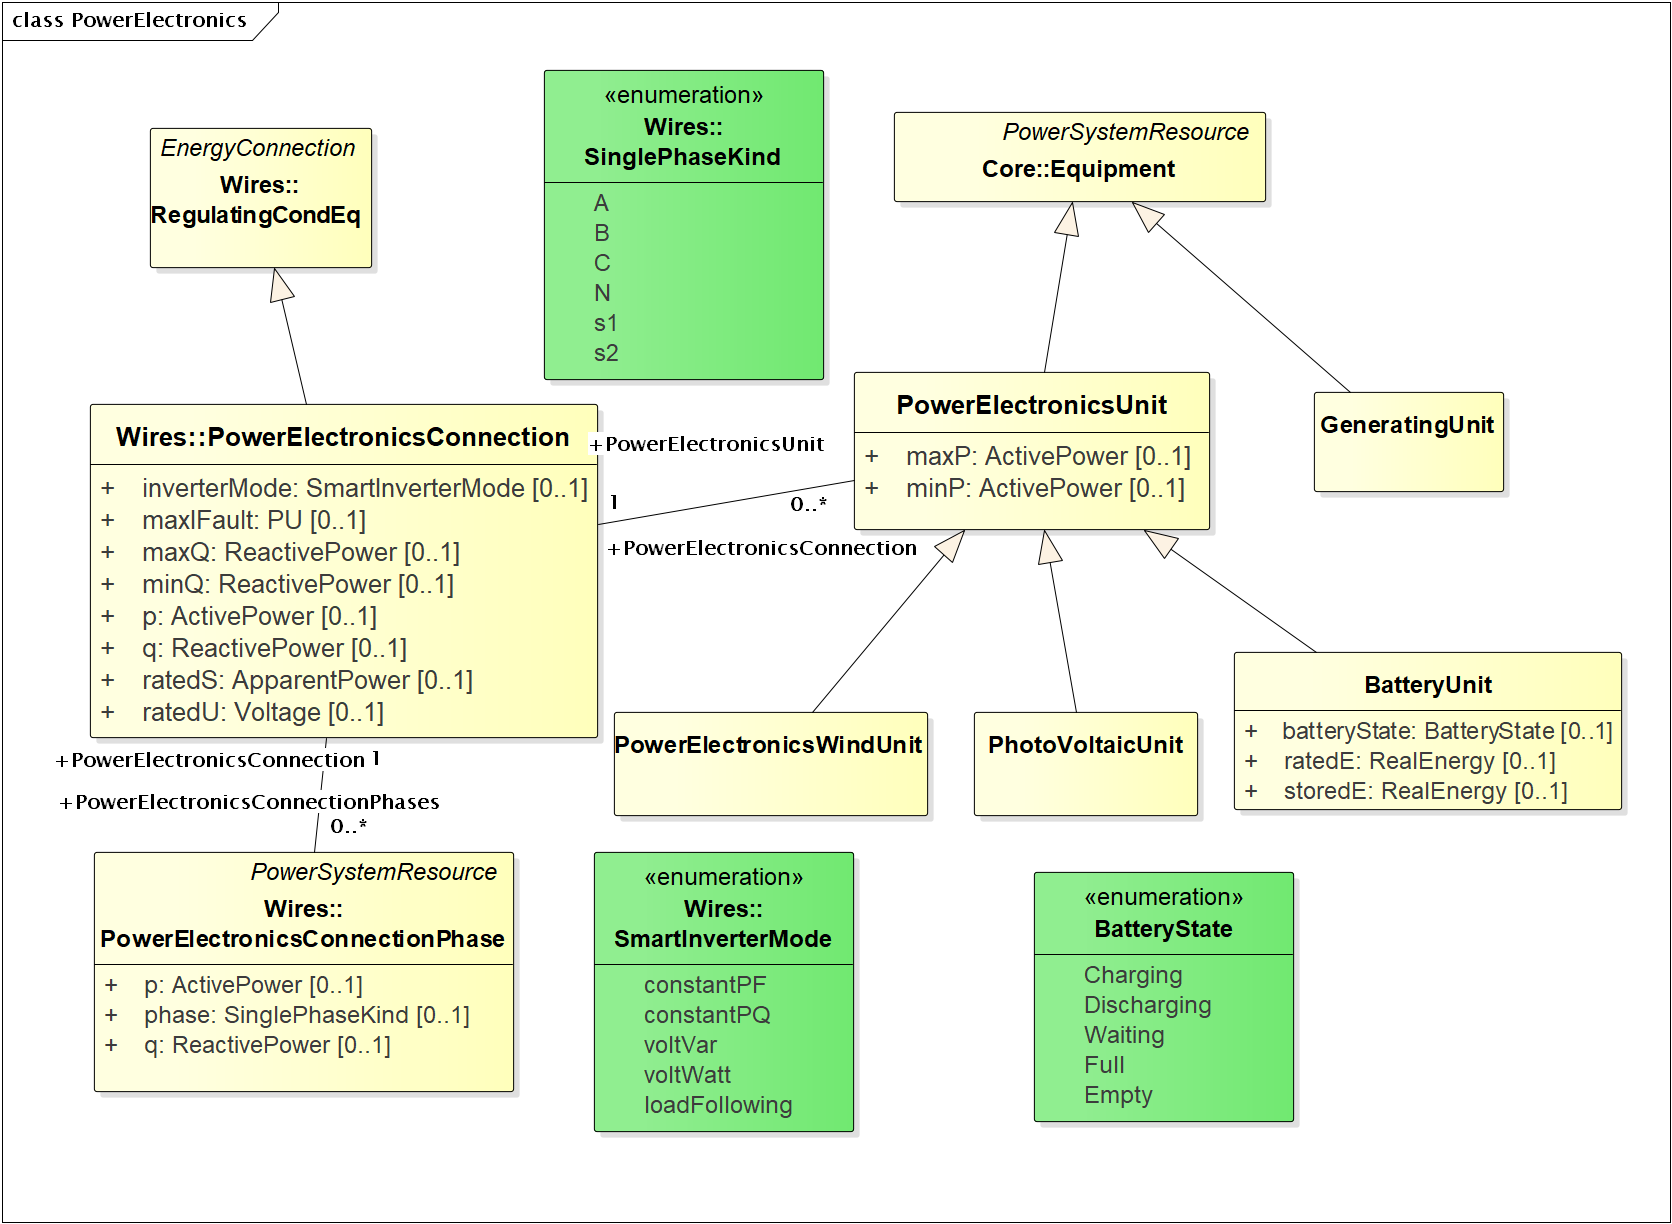 class PowerElectronics
EnergyConnection
Wires::
RegulatingCondEq
«enumeration»
Wires::
SinglePhaseKind
A
B
C
N
s1
s2
PowerSystemResource
Core::Equipment
Wires::PowerElectronicsConnection
+ inverterMode: SmartInverterMode [0..1]
+ maxIFault: PU [0..1]
+ maxQ: ReactivePower [0..1]
+ minQ: ReactivePower [0..1]
+ p: ActivePower [0..1]
+ q: ReactivePower [0..1]
+ ratedS: ApparentPower [0..1]
+ ratedU: Voltage [0..1]
+PowerElectronicsUnit
1
0..*
+PowerElectronicsConnection
PowerElectronicsUnit
+ maxP: ActivePower [0..1]
+ minP: ActivePower [0..1]
GeneratingUnit
PowerElectronicsWindUnit
PhotoVoltaicUnit
BatteryUnit
+ batteryState: BatteryState [0..1]
+ ratedE: RealEnergy [0..1]
+ storedE: RealEnergy [0..1]
+PowerElectronicsConnection 1
+PowerElectronicsConnectionPhases
0..*
PowerSystemResource
Wires::
PowerElectronicsConnectionPhase
+ p: ActivePower [0..1]
+ phase: SinglePhaseKind [0..1]
+ q: ReactivePower [0..1]
«enumeration»
Wires::
SmartInverterMode
constantPF
constantPQ
voltVar
voltWatt
loadFollowing
«enumeration»
BatteryState
Charging
Discharging
Waiting
Full
Empty